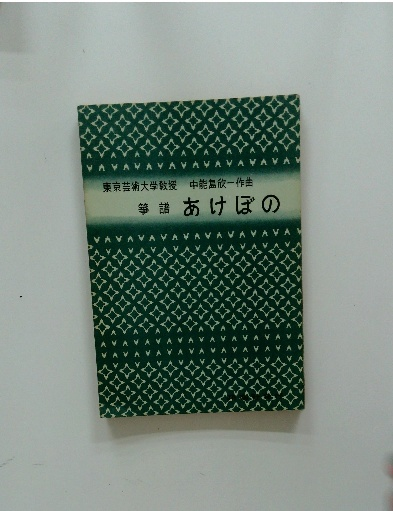 東京芸術大学教授 中能島欣一作曲
箏譜 あけぼの